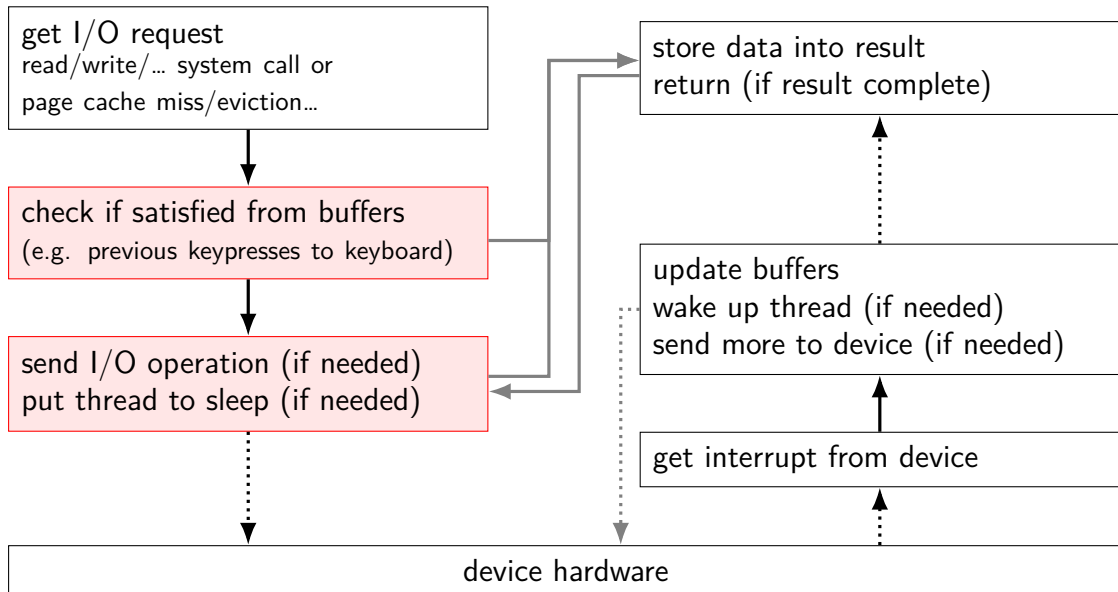 get I/O request
read/write/… system call or
page cache miss/eviction…
check if satisfied from buffers
(e.g. previous keypresses to keyboard)
send I/O operation (if needed)
put thread to sleep (if needed)
store data into result
return (if result complete)
update buffers
wake up thread (if needed)
send more to device (if needed)
get interrupt from device
device hardware